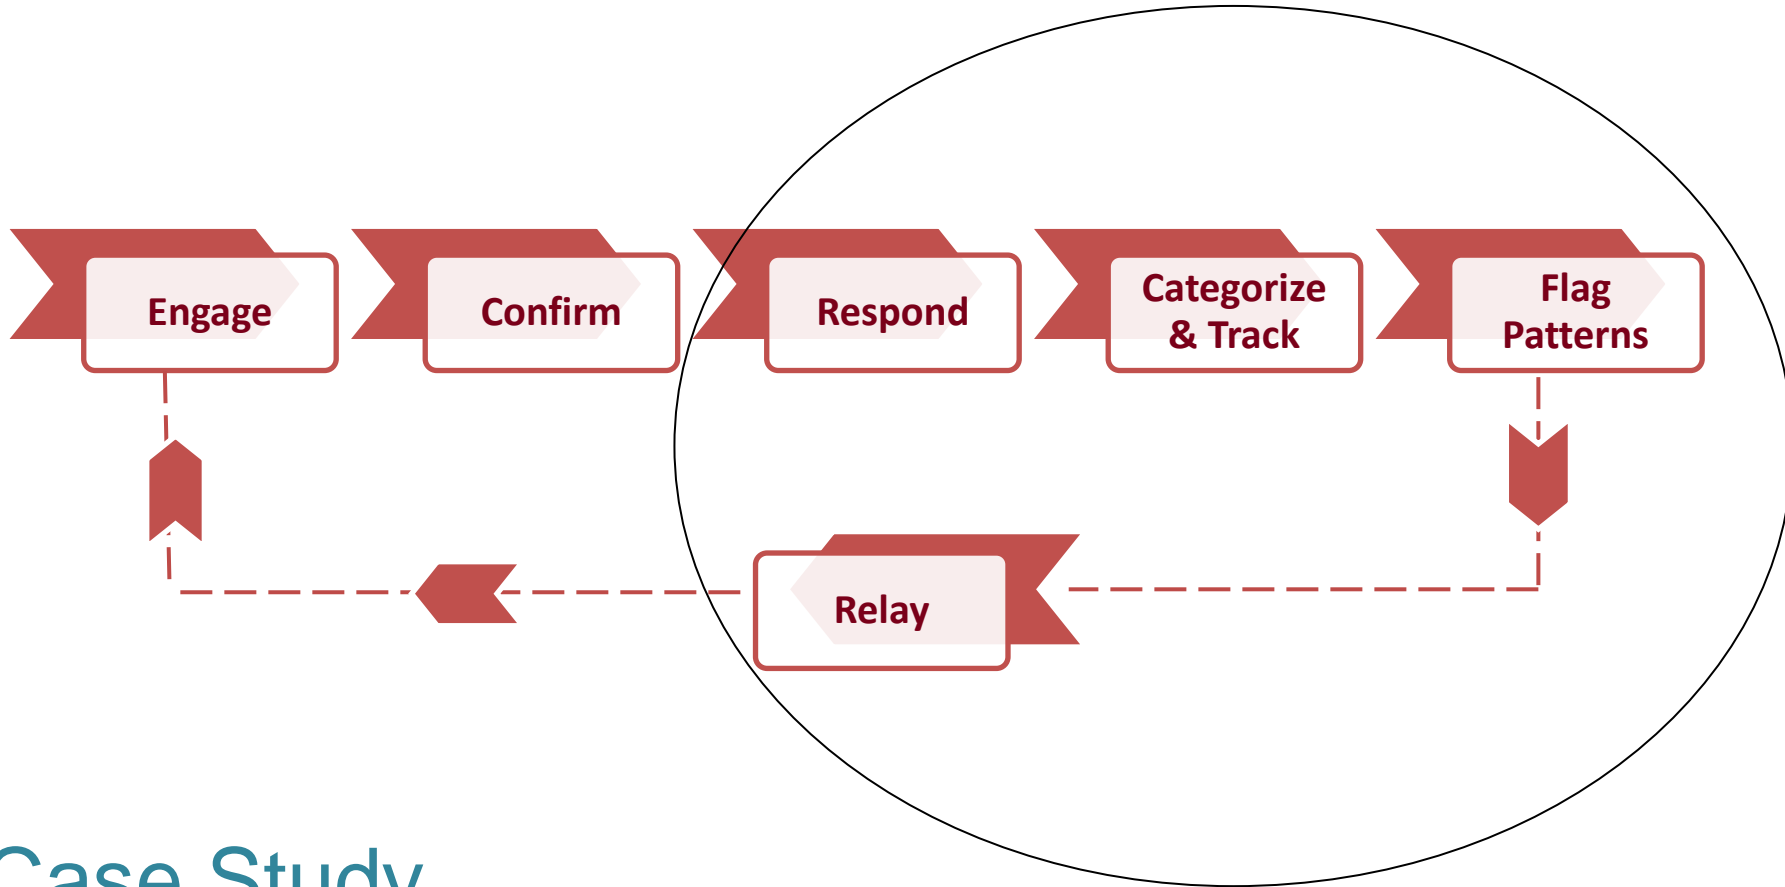 Engage
Confirm
Respond
Categorize
& Track
Flag
Patterns
Relay
Case Study